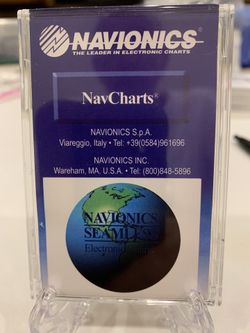 NAVIONICS®
THE LEADER IN ELECTRONIC CHARTS
NavCharts®
NAVIONICS S.p.A.
Viareggio, Italy • Tel: +39(0584)961696
NAVIONICS INC.
Wareham, MA. U.S.A. • Tel: (800)848-5896
NAVIONICS
SEAMLESS
Electronic Charts